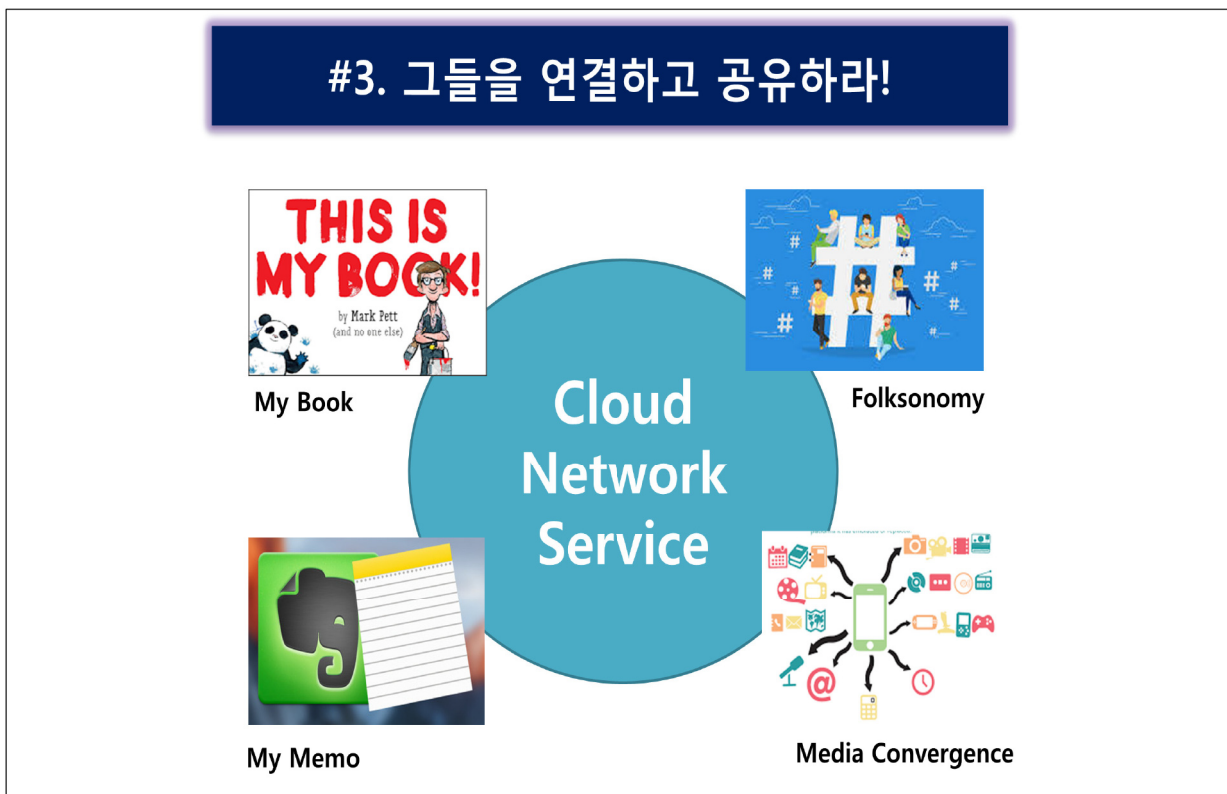 #3. 그들을 연결하고 공유하라!
THIS IS
MY BOOK!
by Mark Pett
(and no one else)
My Book
Folksonomy
Cloud
Network
Service
My Memo
Media Convergence